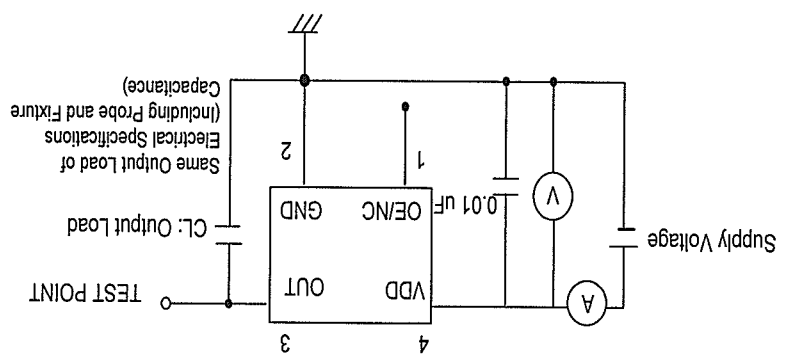 4
3
A
VDD
OUT
TEST POINT
Supply Voltage
V
0.01 uF
OE/NC
GND
CL: Output Load
1
2
Same Output Load of
Electrical Specifications
(Including Probe and Fixture
Capacitance)